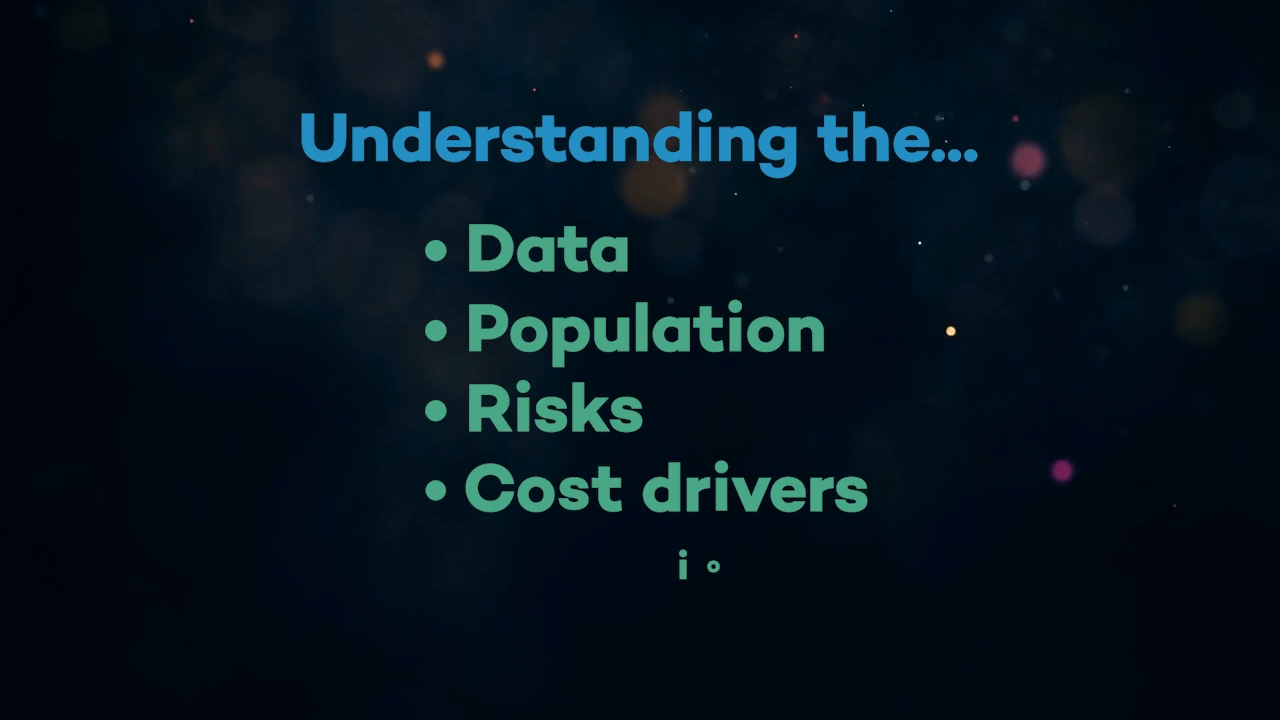 Understanding the...
• Data
• Population
• Risks
• Cost drivers